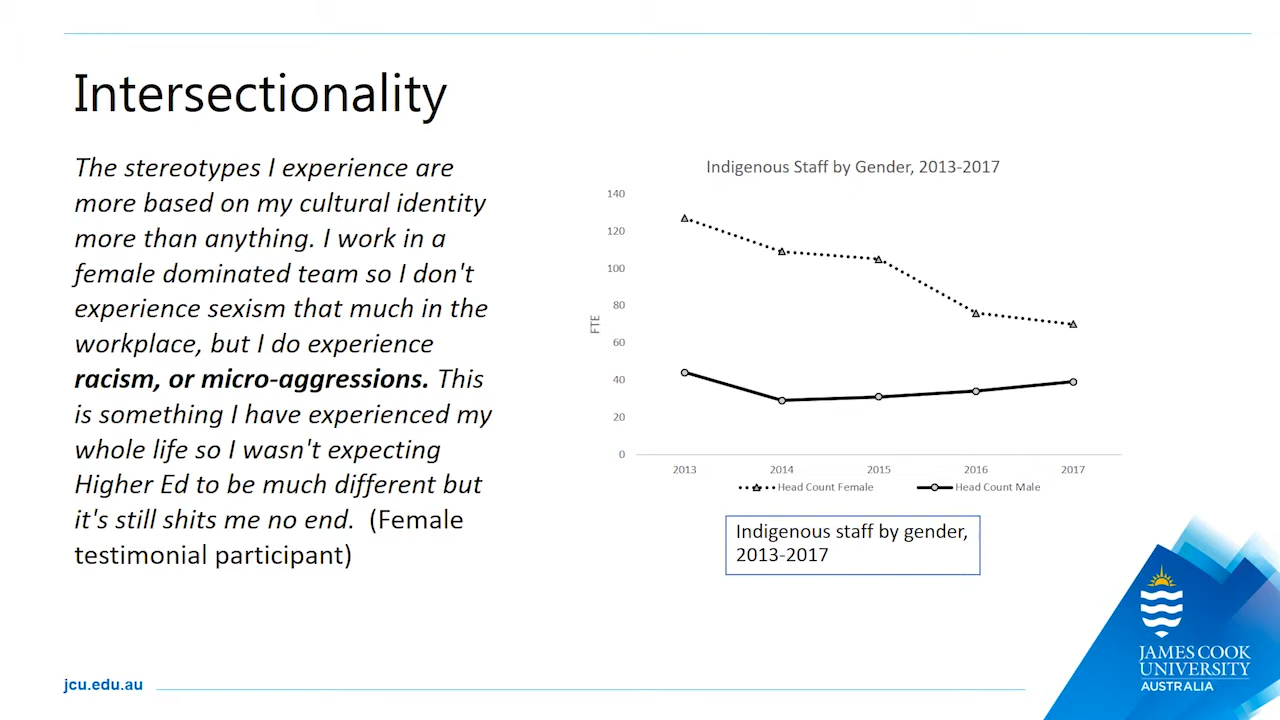 Intersectionality
The stereotypes I experience are
more based on my cultural identity
more than anything. I work in a
female dominated team so I don't
experience sexism that much in the
workplace, but I do experience
racism, or micro-aggressions. This
is something I have experienced my
whole life so I wasn't expecting
Higher Ed to be much different but
it's still shits me no end. (Female
testimonial participant)
Indigenous Staff by Gender, 2013-2017
140
120
100
80
60
40
20
0
FTE
2013 2014 2015 2016 2017
Head Count Female Head Count Male
Indigenous staff by gender,
2013-2017
jcu.edu.au
JAMES COOK
UNIVERSITY
AUSTRALIA